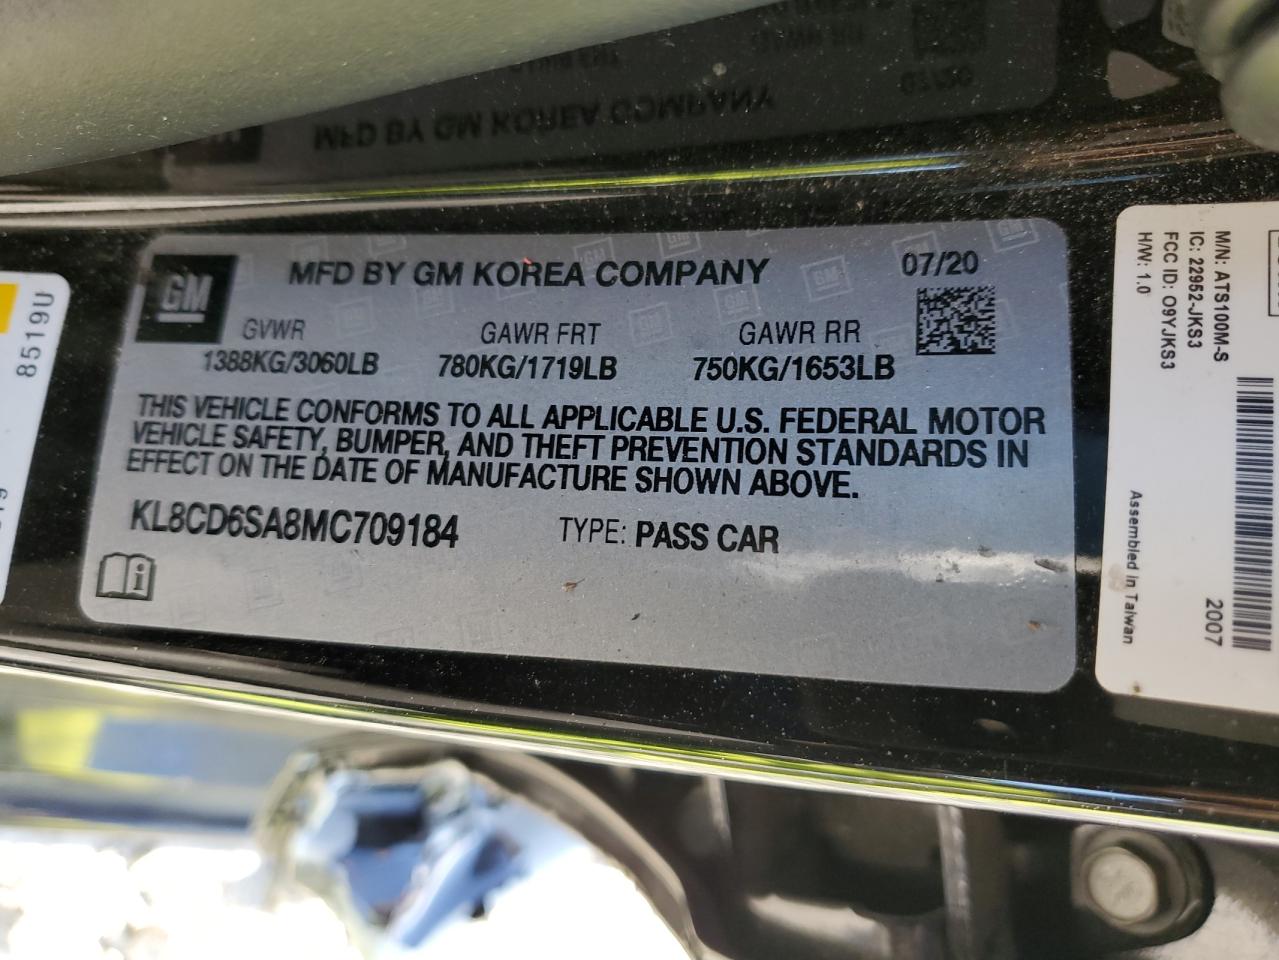 MFD BY GM KOREA COMPANY
07/20
GM
GVWR
GAWR FRT
GAWR RR
1388KG/3060LB
780KG/1719LB
750KG/1653LB
THIS VEHICLE CONFORMS TO ALL APPLICABLE U.S. FEDERAL MOTOR
VEHICLE SAFETY, BUMPER, AND THEFT PREVENTION STANDARDS IN
EFFECT ON THE DATE OF MANUFACTURE SHOWN ABOVE.
KL8CD6SA8MC709184
TYPE: PASS CAR
8519U
M/N: ATS100M-S
IC: 22952-JKS3
FCC ID: O9YJKS3
H/W: 1.0
Assembled in Taiwan
2007
MFD BY GM KOREA COMPANY
07/20